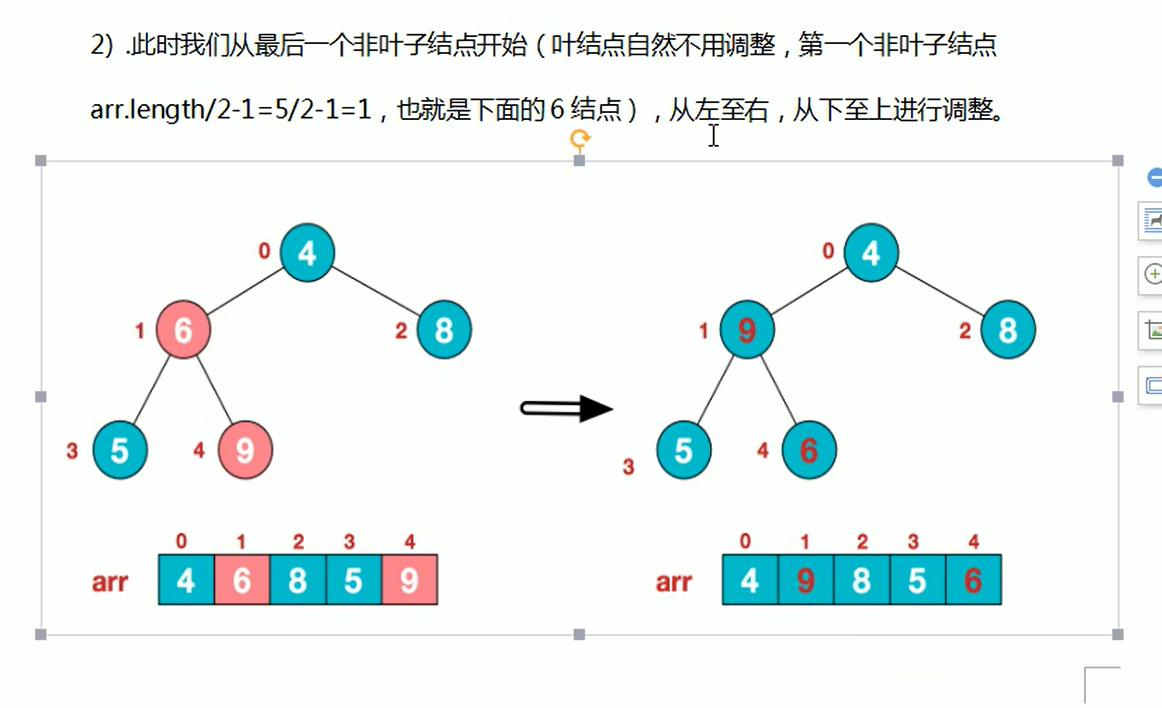 2) .此时我们从最后一个非叶子结点开始（叶结点自然不用调整，第一个非叶子结点
arr.length/2-1=5/2-1=1，也就是下面的6结点），从左至右，从下至上进行调整。
0 4
1 6 2 8
3 5 4 9
0 1 2 3 4
arr 4 6 8 5 9
0 4
1 9 2 8
3 5 4 6
0 1 2 3 4
arr 4 9 8 5 6